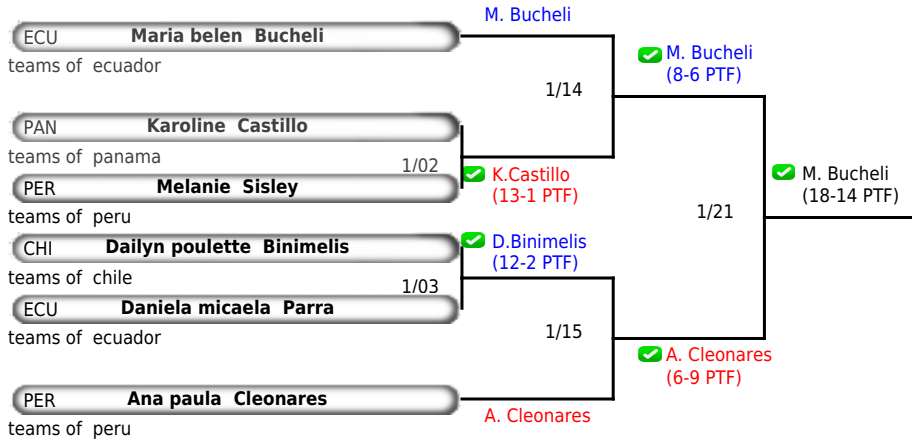 M. Bucheli
ECU Maria belen Bucheli
teams of ecuador
M. Bucheli
(8-6 PTF)
1/14
PAN Karoline Castillo
teams of panama
1/02
K.Castillo
(13-1 PTF)
PER Melanie Sisley
teams of peru
M. Bucheli
(18-14 PTF)
1/21
CHI Dailyn poulette Binimelis
teams of chile
D.Binimelis
(12-2 PTF)
1/03
ECU Daniela micaela Parra
teams of ecuador
1/15
A. Cleonares
(6-9 PTF)
PER Ana paula Cleonares
teams of peru
A. Cleonares